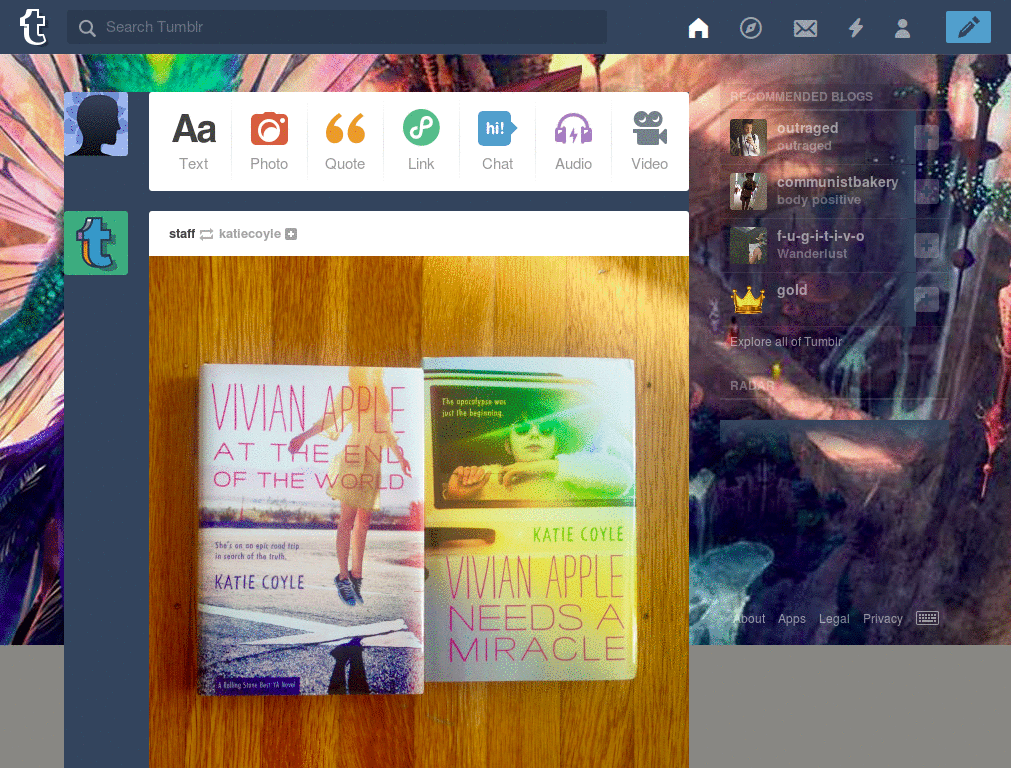 t
Search Tumblr
Aa
hi!
Text
Photo
Quote
Link
Chat
Audio
Video
t
staff
katiecoyle
VIVIAN APPLE
AT THE END
OF THE WORLD
She's on an epic road trip
in search of the truth.
KATIE COYLE
A Rolling Stone Best YA Novel
The apocalypse was
just the beginning.
KATIE COYLE
VIVIAN APPLE
NEEDS A
MIRACLE
RECOMMENDED BLOGS
outraged
outraged
communistbakery
body positive
f-u-g-i-t-i-v-o
Wanderlust
gold
Explore all of Tumblr
RADAR
About Apps Legal Privacy